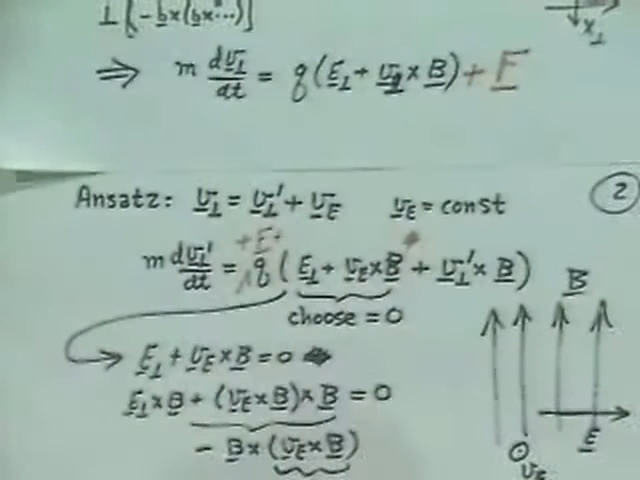 ⊥ [-b×(b×...)]
x⊥
⇒ m dv⊥/dt = q(E⊥ + v⊥ × B) + F
2
Ansatz: v⊥ = v⊥' + vE   vE = const
+F+
m dv⊥'/dt = q(E⊥ + vE×B + v⊥'×B)
choose = 0
B
E⊥ + vE×B = 0
E⊥×B + (vE×B)×B = 0
- B×(vE×B)
E
vE